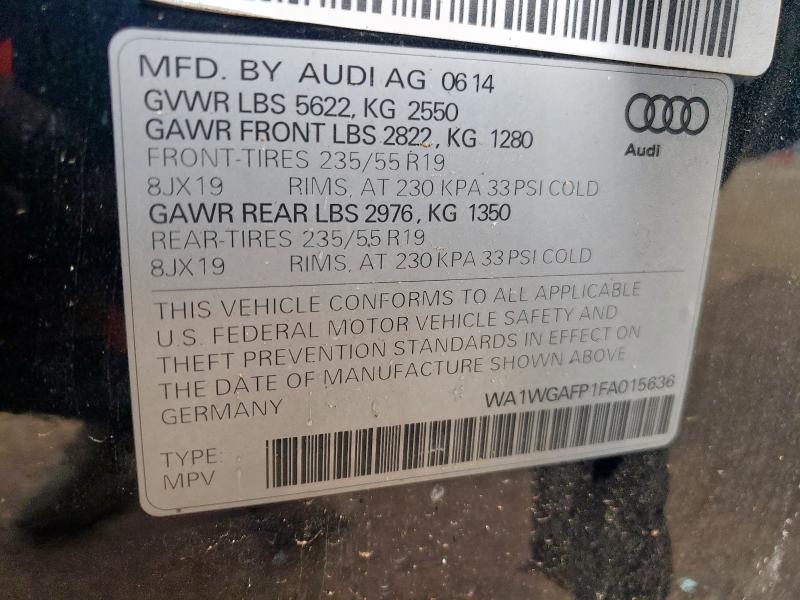 MFD. BY AUDI AG 0614
GVWR LBS 5622, KG 2550
GAWR FRONT LBS 2822, KG 1280
FRONT-TIRES 235/55 R19
8JX19 RIMS, AT 230 KPA 33 PSI COLD
GAWR REAR LBS 2976, KG 1350
REAR-TIRES 235/55 R19
8JX19 RIMS, AT 230 KPA 33 PSI COLD
Audi
THIS VEHICLE CONFORMS TO ALL APPLICABLE
U.S. FEDERAL MOTOR VEHICLE SAFETY AND
THEFT PREVENTION STANDARDS IN EFFECT ON
THE DATE OF MANUFACTURE SHOWN ABOVE.
GERMANY WA1WGAFP1FA015636
TYPE:
MPV